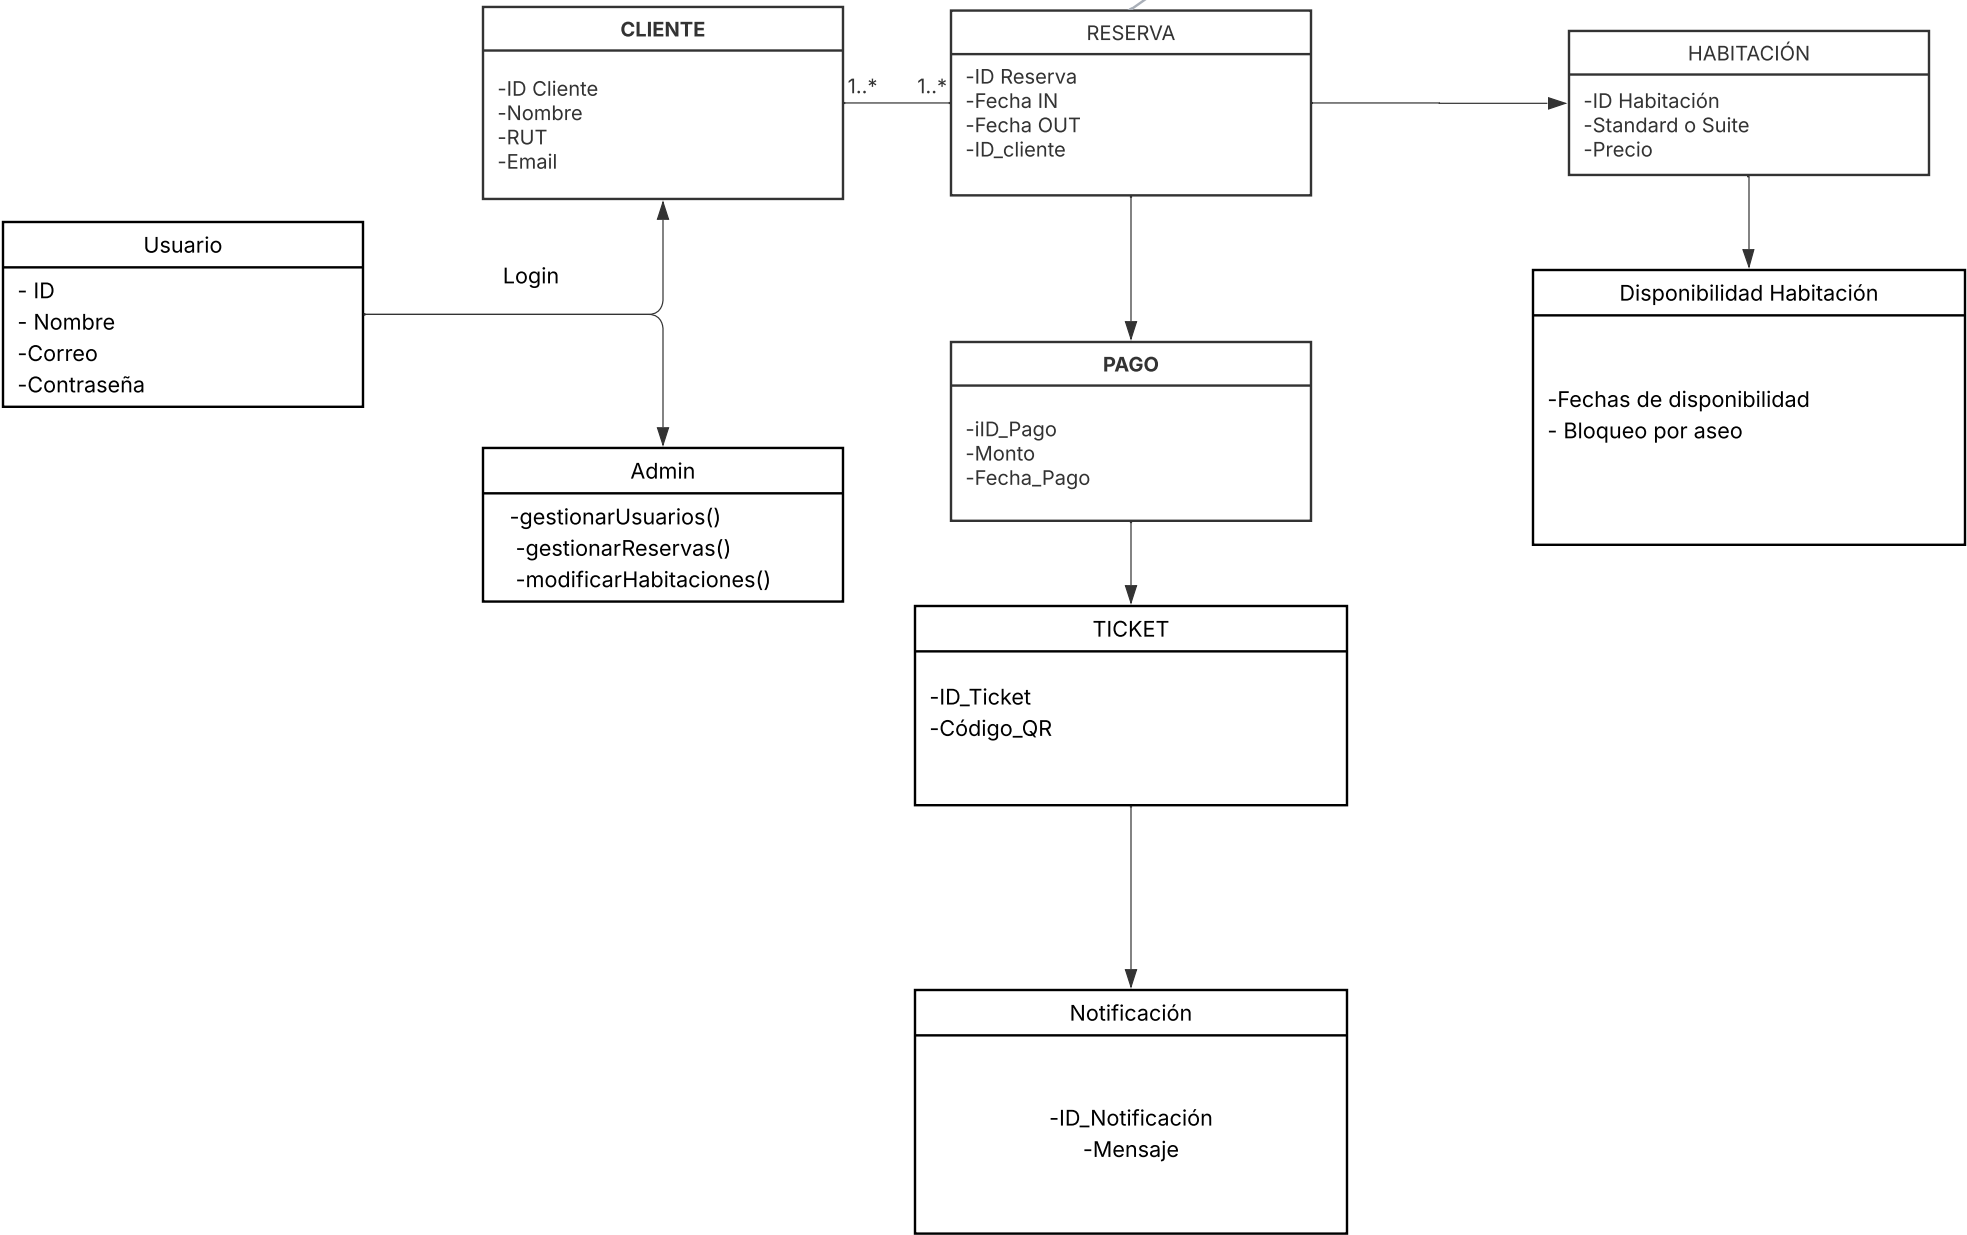 CLIENTE
-ID Cliente
-Nombre
-RUT
-Email
1..*
1..*
RESERVA
-ID Reserva
-Fecha IN
-Fecha OUT
-ID_cliente
HABITACIÓN
-ID Habitación
-Standard o Suite
-Precio
Usuario
- ID
- Nombre
-Correo
-Contraseña
Login
Admin
-gestionarUsuarios()
-gestionarReservas()
-modificarHabitaciones()
PAGO
-iID_Pago
-Monto
-Fecha_Pago
Disponibilidad Habitación
-Fechas de disponibilidad
- Bloqueo por aseo
TICKET
-ID_Ticket
-Código_QR
Notificación
-ID_Notificación
-Mensaje